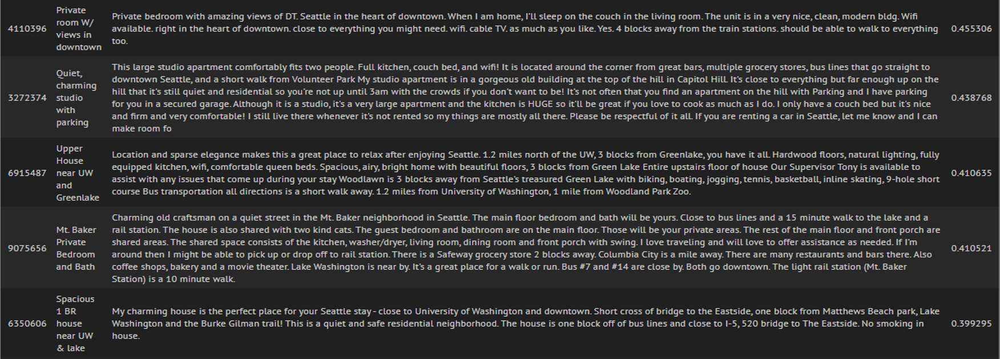 4110396
Private
room W/
views in
downtown
Private bedroom with amazing views of DT. Seattle in the heart of downtown. When I am home, I'll sleep on the couch in the living room. The unit is in a very nice, clean, modern bldg. Wifi
available. right in the heart of downtown. close to everything you might need. wifi. cable TV. as much as you like. Yes. 4 blocks away from the train stations. should be able to walk to everything
too.
0.455306
3272374
Quiet,
charming
studio
with
parking
This large studio apartment comfortably fits two people. Full kitchen, couch bed, and wifi! It is located around the corner from great bars, multiple grocery stores, bus lines that go straight to
downtown Seattle, and a short walk from Volunteer Park My studio apartment is in a gorgeous old building at the top of the hill in Capitol Hill. It's close to everything but far enough up on the
hill that it's still quiet and residential so you're not up until 3am with the crowds if you don't want to be! It's not often that you find an apartment on the hill with Parking and I have parking
for you in a secured garage. Although it is a studio, it's a very large apartment and the kitchen is HUGE so it'll be great if you love to cook as much as I do. I only have a couch bed but it's nice
and firm and very comfortable! I still live there whenever it's not rented so my things are mostly all there. Please be respectful of it all. If you are renting a car in Seattle, let me know and I can
make room fo
0.438768
6915487
Upper
House
near UW
and
Greenlake
Location and sparse elegance makes this a great place to relax after enjoying Seattle. 1.2 miles north of the UW, 3 blocks from Greenlake, you have it all. Hardwood floors, natural lighting, fully
equipped kitchen, wifi, comfortable queen beds. Spacious, airy, bright home with beautiful floors, 3 blocks from Green Lake Entire upstairs floor of house Our Supervisor Tony is available to
assist with any issues that come up during your stay Woodlawn is 3 blocks away from Seattle's treasured Green Lake with biking, boating, jogging, tennis, basketball, inline skating, 9-hole short
course Bus transportation all directions is a short walk away. 1.2 miles from University of Washington, 1 mile from Woodland Park Zoo.
0.410635
9075656
Mt. Baker
Private
Bedroom
and Bath
Charming old craftsman on a quiet street in the Mt. Baker neighborhood in Seattle. The main floor bedroom and bath will be yours. Close to bus lines and a 15 minute walk to the lake and a
rail station. The house is also shared with two kind cats. The guest bedroom and bathroom are on the main floor. Those will be your private areas. The rest of the main floor and front porch are
shared areas. The shared space consists of the kitchen, washer/dryer, living room, dining room and front porch with swing. I love traveling and will love to offer assistance as needed. If I'm
around then I might be able to pick up or drop off to rail station. There is a Safeway grocery store 2 blocks away. Columbia City is a mile away. There are many restaurants and bars there. Also
coffee shops, bakery and a movie theater. Lake Washington is near by. It's a great place for a walk or run. Bus #7 and #14 are close by. Both go downtown. The light rail station (Mt. Baker
Station) is a 10 minute walk.
0.410521
6350606
Spacious
1 BR
house
near UW
& lake
My charming house is the perfect place for your Seattle stay - close to University of Washington and downtown. Short cross of bridge to the Eastside, one block from Matthews Beach park, Lake
Washington and the Burke Gilman trail! This is a quiet and safe residential neighborhood. The house is one block off of bus lines and close to I-5, 520 bridge to The Eastside. No smoking in
house.
0.399295